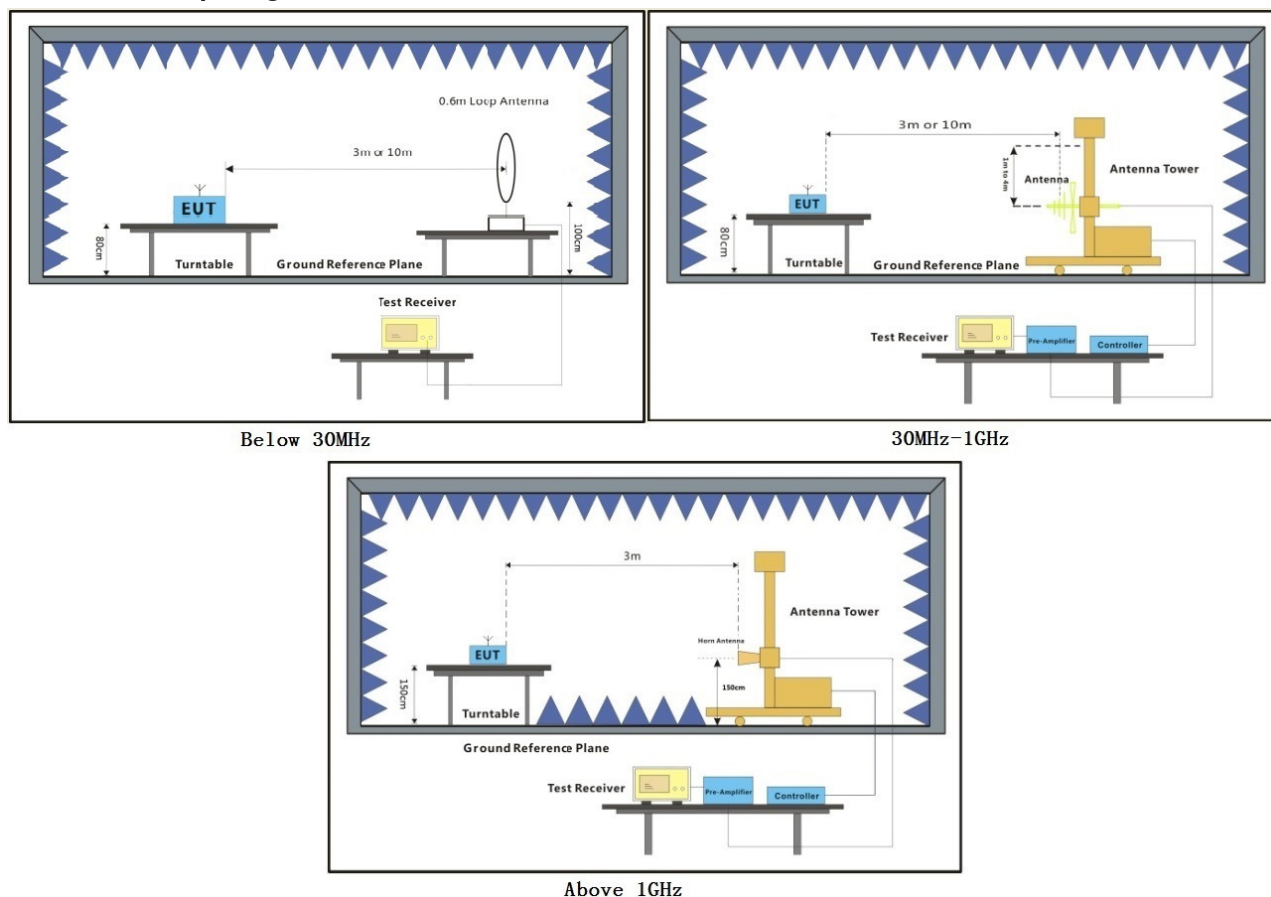 0.6m Loop Antenna
3m or 10m
EUT
80cm
100cm
Turntable
Ground Reference Plane
Test Receiver
Below 30MHz
3m or 10m
1m to 4m
Antenna
Antenna Tower
EUT
80cm
Turntable
Ground Reference Plane
Test Receiver
Pre-Amplifier
Controller
30MHz-1GHz
3m
Antenna Tower
Horn Antenna
EUT
150cm
150cm
Turntable
Ground Reference Plane
Test Receiver
Pre-Amplifier
Controller
Above 1GHz